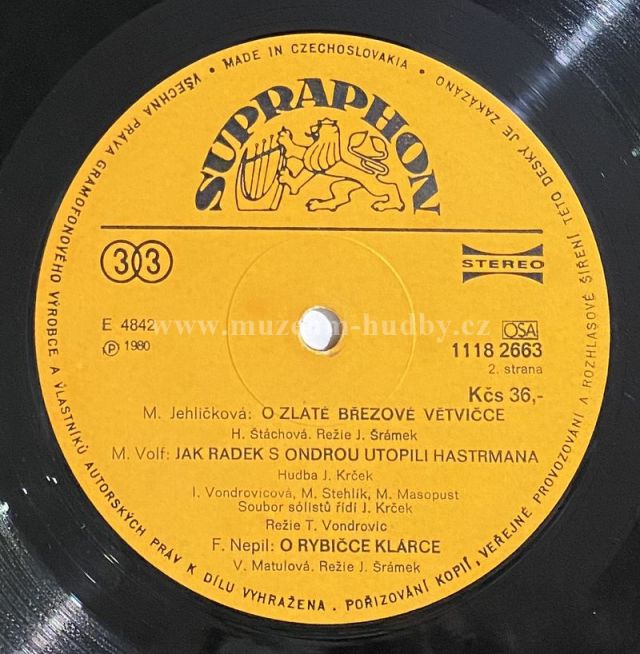 • MADE IN CZECHOSLOVAKIA •
SUPRAPHON
33
STEREO
E 4842
Ⓟ 1980
www.muzeum-hudby.cz
OSA
1118 2663
2. strana
Kčs 36,-
M. Jehličková: O ZLATÉ BŘEZOVÉ VĚTVIČCE
H. Štáchová. Režie J. Šrámek
M. Volf: JAK RADEK S ONDROU UTOPILI HASTRMANA
Hudba J. Krček
I. Vondrovicová, M. Stehlík, M. Masopust
Soubor sólistů řídí J. Krček
Režie T. Vondrovic
F. Nepil: O RYBIČCE KLÁRCE
V. Matulová. Režie J. Šrámek
VŠECHNA PRÁVA GRAMOFONOVÉHO VÝROBCE A VLASTNÍKŮ AUTORSKÝCH PRÁV K DÍLU VYHRAŽENA. POŘIZOVÁNÍ KOPIÍ, VEŘEJNÉ PROVOZOVÁNÍ A ROZHLASOVÉ ŠÍŘENÍ TÉTO DESKY JE ZAKÁZÁNO